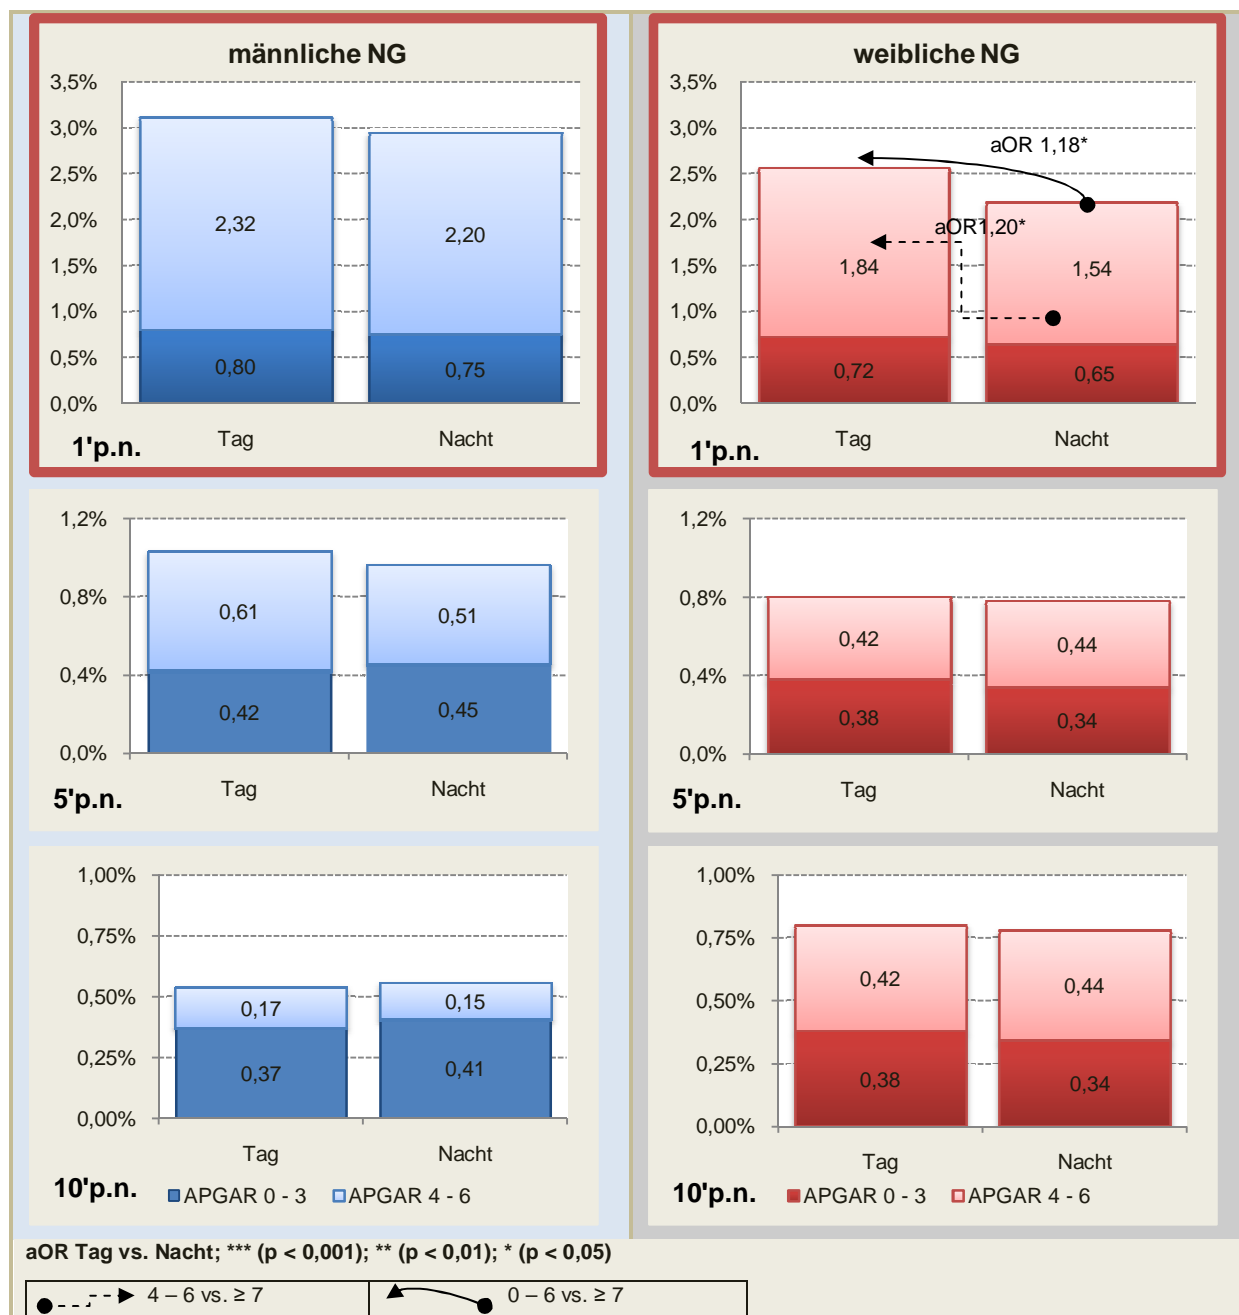 männliche NG
3,5%
3,0%
2,5%
2,0%
1,5%
1,0%
0,5%
0,0%
2,32
2,20
0,80
0,75
Tag
Nacht
1'p.n.
weibliche NG
3,5%
3,0%
2,5%
2,0%
1,5%
1,0%
0,5%
0,0%
aOR 1,18*
aOR1,20*
1,84
1,54
0,72
0,65
Tag
Nacht
1'p.n.
1,2%
0,8%
0,4%
0,0%
0,61
0,51
0,42
0,45
Tag
Nacht
5'p.n.
1,2%
0,8%
0,4%
0,0%
0,42
0,44
0,38
0,34
Tag
Nacht
5'p.n.
1,00%
0,75%
0,50%
0,25%
0,00%
0,17
0,15
0,37
0,41
Tag
Nacht
10'p.n.
APGAR 0 - 3
APGAR 4 - 6
1,00%
0,75%
0,50%
0,25%
0,00%
0,42
0,44
0,38
0,34
Tag
Nacht
10'p.n.
APGAR 0 - 3
APGAR 4 - 6
aOR Tag vs. Nacht; *** (p < 0,001); ** (p < 0,01); * (p < 0,05)
4 – 6 vs. ≥ 7
0 – 6 vs. ≥ 7